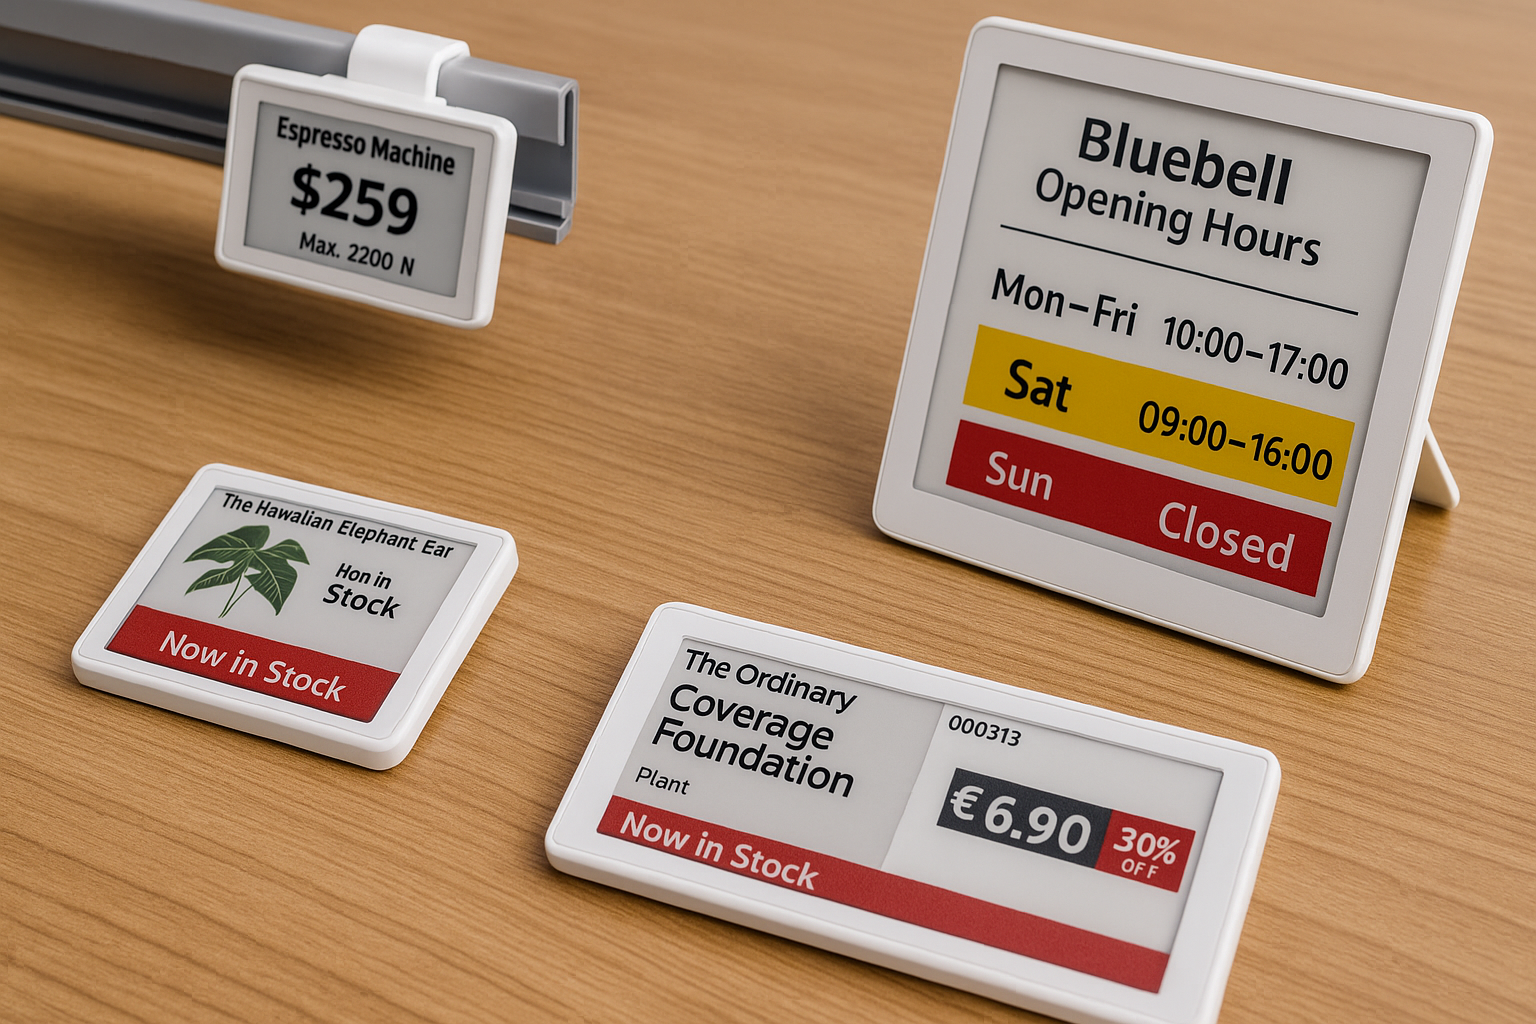 Espresso Machine
$259
Max. 2200 N
Bluebell
Opening Hours
Mon–Fri 10:00–17:00
Sat 09:00–16:00
Sun Closed
The Hawalian Elephant Ear
Hon in
Stock
Now in Stock
The Ordinary
Coverage
Foundation
Plant
Now in Stock
000313
€6.90
30%
OFF